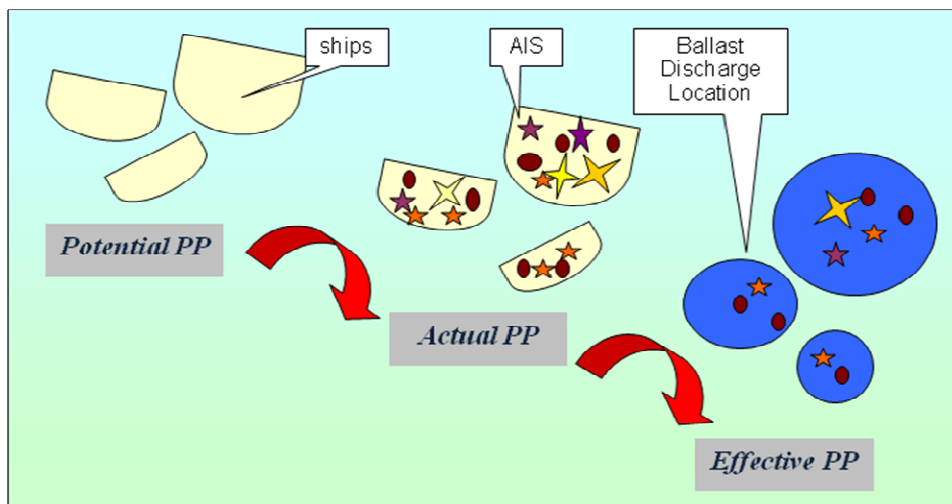 ships
AIS
Ballast
Discharge
Location
Potential PP
Actual PP
Effective PP